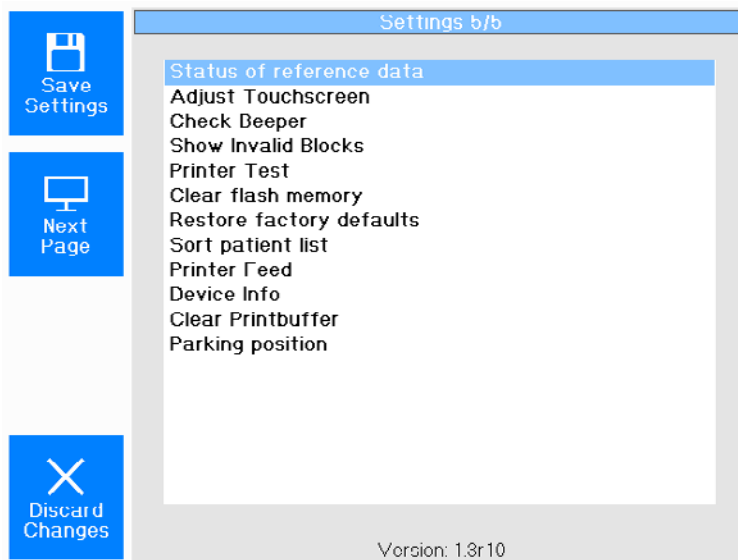 Settings 5/5
Save
Settings
Next
Page
Discard
Changes
Status of reference data
Adjust Touchscreen
Check Beeper
Show Invalid Blocks
Printer Test
Clear flash memory
Restore factory defaults
Sort patient list
Printer Feed
Device Info
Clear Printbuffer
Parking position
Version: 1.3r10